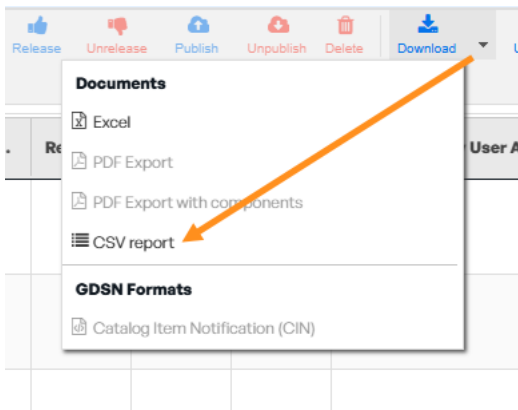 Release Unrelease Publish Unpublish Delete Download
Documents
Excel
. Re User A
PDF Export
PDF Export with components
CSV report
GDSN Formats
Catalog Item Notification (CIN)